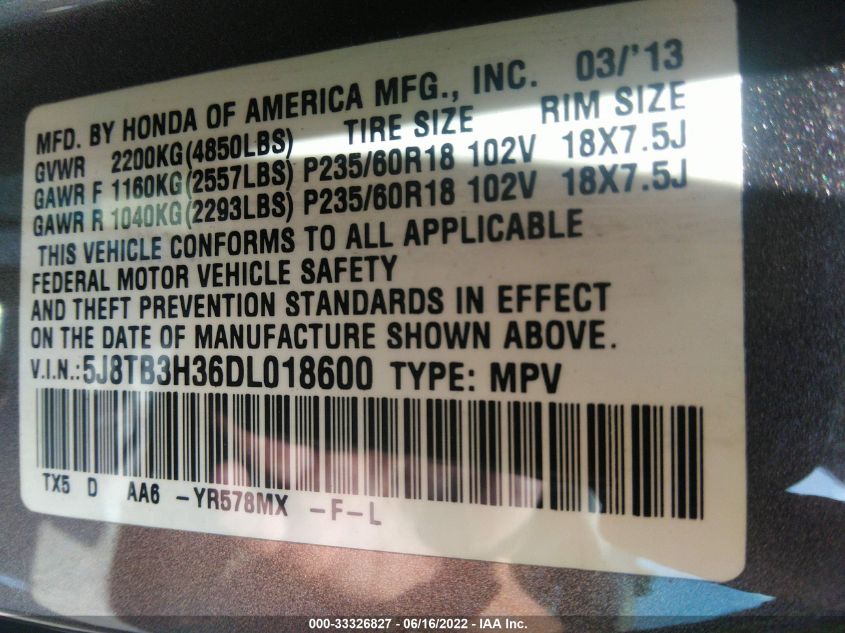 MFD. BY HONDA OF AMERICA MFG., INC. 03/'13
GVWR 2200KG(4850LBS) TIRE SIZE RIM SIZE
GAWR F 1160KG(2557LBS) P235/60R18 102V 18X7.5J
GAWR R 1040KG(2293LBS) P235/60R18 102V 18X7.5J
THIS VEHICLE CONFORMS TO ALL APPLICABLE
FEDERAL MOTOR VEHICLE SAFETY
AND THEFT PREVENTION STANDARDS IN EFFECT
ON THE DATE OF MANUFACTURE SHOWN ABOVE.
V.I.N.:5J8TB3H36DL018600 TYPE: MPV
TX5 D AA6 -YR578MX -F-L
000-33326827 - 06/16/2022 - IAA Inc.